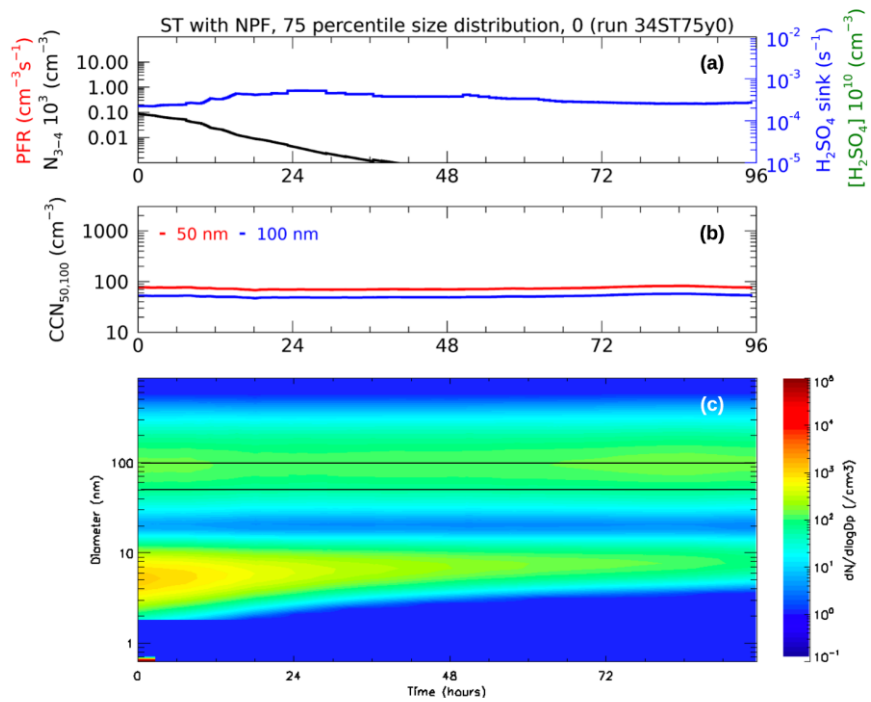 ST with NPF, 75 percentile size distribution, 0 (run 34ST75y0)
PFR (cm⁻³s⁻¹)
N₃₋₄ 10³ (cm⁻³)
10.00
1.00
0.10
0.01
(a)
10⁻²
10⁻³
10⁻⁴
10⁻⁵
H₂SO₄ sink (s⁻¹)
[H₂SO₄] 10¹⁰ (cm⁻³)
0 24 48 72 96
CCN₅₀,₁₀₀ (cm⁻³)
1000
100
10
50 nm 100 nm
(b)
0 24 48 72 96
Diameter (nm)
100
10
1
(c)
0 24 48 72
Time (hours)
10⁵
10⁴
10³
10²
10¹
10⁰
10⁻¹
dN/dlogDp (/cm3)